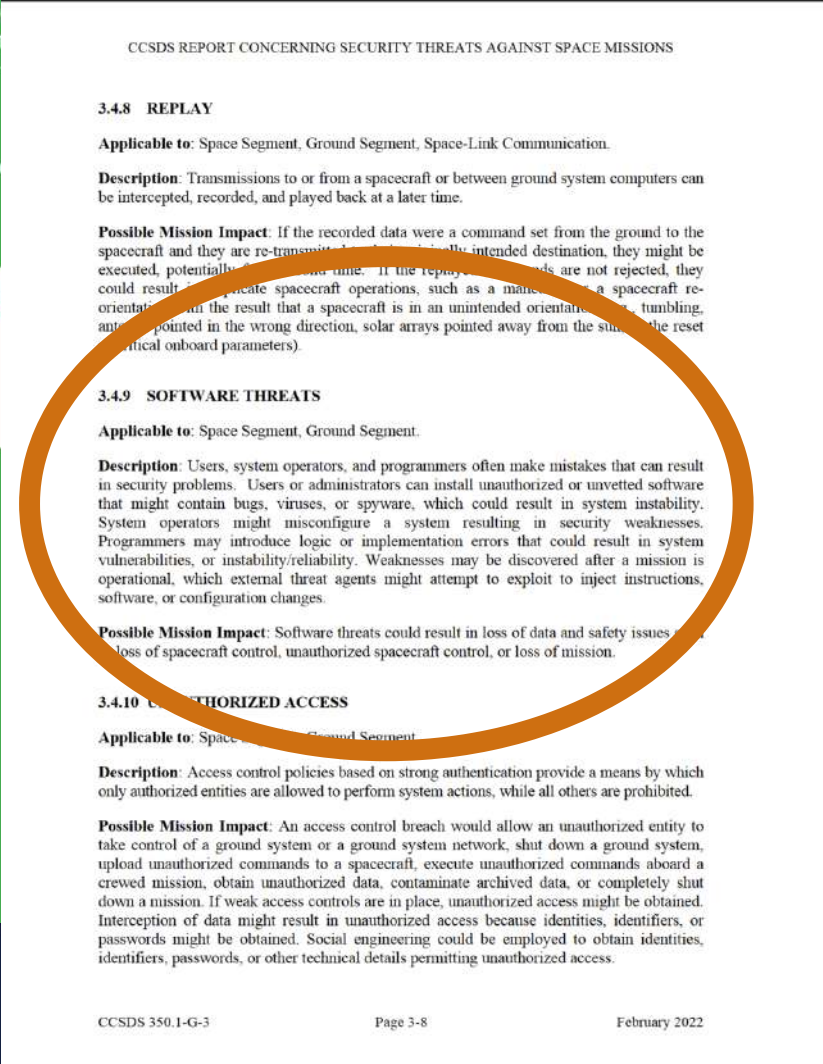 CCSDS REPORT CONCERNING SECURITY THREATS AGAINST SPACE MISSIONS
3.4.8 REPLAY
Applicable to: Space Segment, Ground Segment, Space-Link Communication.
Description: Transmissions to or from a spacecraft or between ground system computers can
be intercepted, recorded, and played back at a later time.
Possible Mission Impact: If the recorded data were a command set from the ground to the
spacecraft and they are intended destination, they might be
executed, potentially time. If the are not rejected, they
could result spacecraft operations, such as a a spacecraft re-
the result that a spacecraft is in an unintended tumbling,
pointed in the wrong direction, solar arrays pointed away from the the reset
onboard parameters).
3.4.9 SOFTWARE THREATS
Applicable to: Space Segment, Ground Segment.
Description: Users, system operators, and programmers often make mistakes that can result
in security problems. Users or administrators can install unauthorized or unvetted software
that might contain bugs, viruses, or spyware, which could result in system instability.
System operators might misconfigure a system resulting in security weaknesses.
Programmers may introduce logic or implementation errors that could result in system
vulnerabilities, or instability/reliability. Weaknesses may be discovered after a mission is
operational, which external threat agents might attempt to exploit to inject instructions,
software, or configuration changes.
Possible Mission Impact: Software threats could result in loss of data and safety issues
loss of spacecraft control, unauthorized spacecraft control, or loss of mission.
3.4.10 ACCESS
Applicable to: Ground Segment
Description: Access control policies based on strong authentication provide a means by which
only authorized entities are allowed to perform system actions, while all others are prohibited.
Possible Mission Impact: An access control breach would allow an unauthorized entity to
take control of a ground system or a ground system network, shut down a ground system,
upload unauthorized commands to a spacecraft, execute unauthorized commands aboard a
crewed mission, obtain unauthorized data, contaminate archived data, or completely shut
down a mission. If weak access controls are in place, unauthorized access might be obtained.
Interception of data might result in unauthorized access because identities, identifiers, or
passwords might be obtained. Social engineering could be employed to obtain identities,
identifiers, passwords, or other technical details permitting unauthorized access.
CCSDS 350.1-G-3
Page 3-8
February 2022